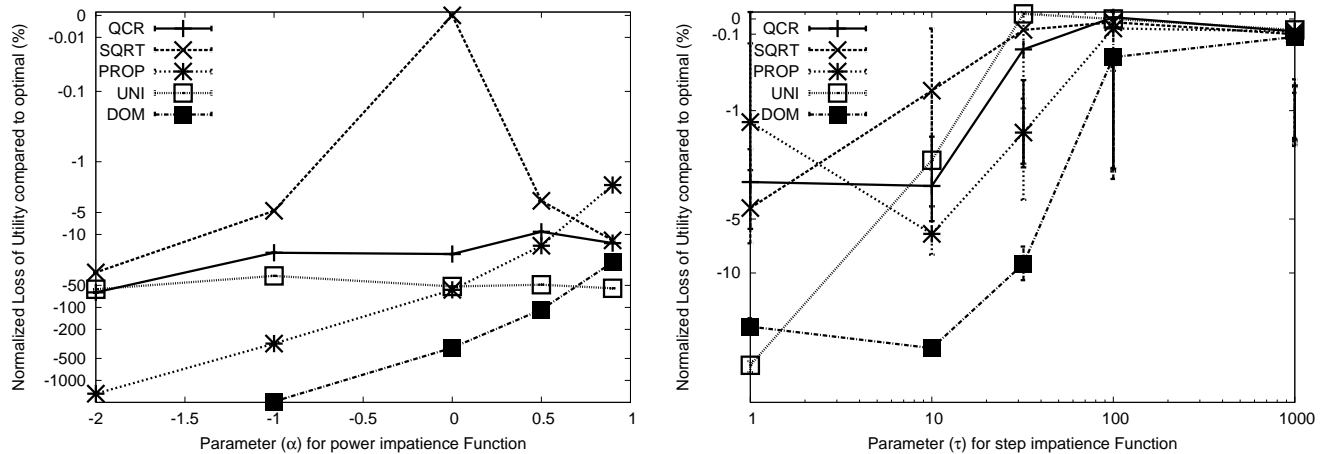 Normalized Loss of Utility compared to optimal (%)
0
-0.01
-0.1
-1
-5
-10
-50
-100
-200
-500
-1000
QCR
SQRT
PROP
UNI
DOM
-2 -1.5 -1 -0.5 0 0.5 1
Parameter (α) for power impatience Function
Normalized Loss of Utility compared to optimal (%)
0
-0.1
-1
-5
-10
QCR
SQRT
PROP
UNI
DOM
1 10 100 1000
Parameter (τ) for step impatience Function